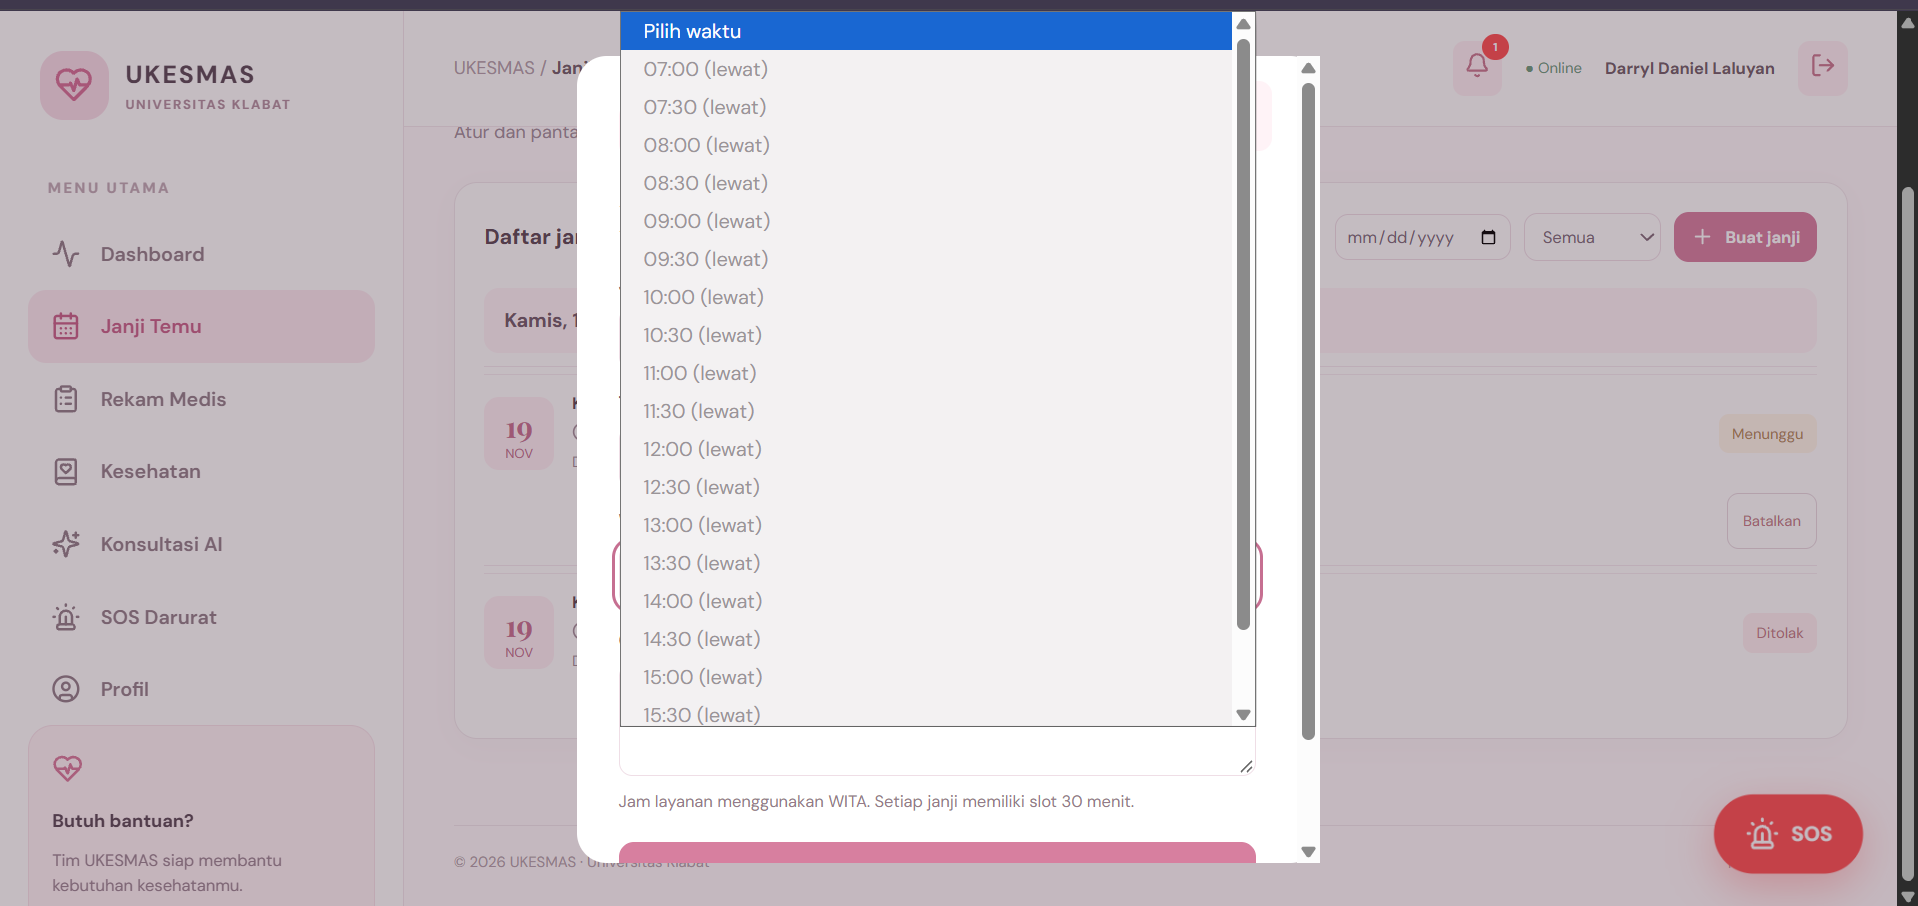 UKESMAS
UNIVERSITAS KLABAT
MENU UTAMA
Dashboard
Janji Temu
Rekam Medis
Kesehatan
Konsultasi AI
SOS Darurat
Profil
Butuh bantuan?
Tim UKESMAS siap membantu
kebutuhan kesehatanmu.
UKESMAS /
1
Online
Darryl Daniel Laluyan
Atur dan
Daftar
mm/dd/yyyy
Semua
Buat janji
Kamis,
19
NOV
Menunggu
Batalkan
19
NOV
Ditolak
Pilih waktu
07:00 (lewat)
07:30 (lewat)
08:00 (lewat)
08:30 (lewat)
09:00 (lewat)
09:30 (lewat)
10:00 (lewat)
10:30 (lewat)
11:00 (lewat)
11:30 (lewat)
12:00 (lewat)
12:30 (lewat)
13:00 (lewat)
13:30 (lewat)
14:00 (lewat)
14:30 (lewat)
15:00 (lewat)
15:30 (lewat)
Jam layanan menggunakan WITA. Setiap janji memiliki slot 30 menit.
© 2026 UKESMAS · Universitas Klabat
SOS